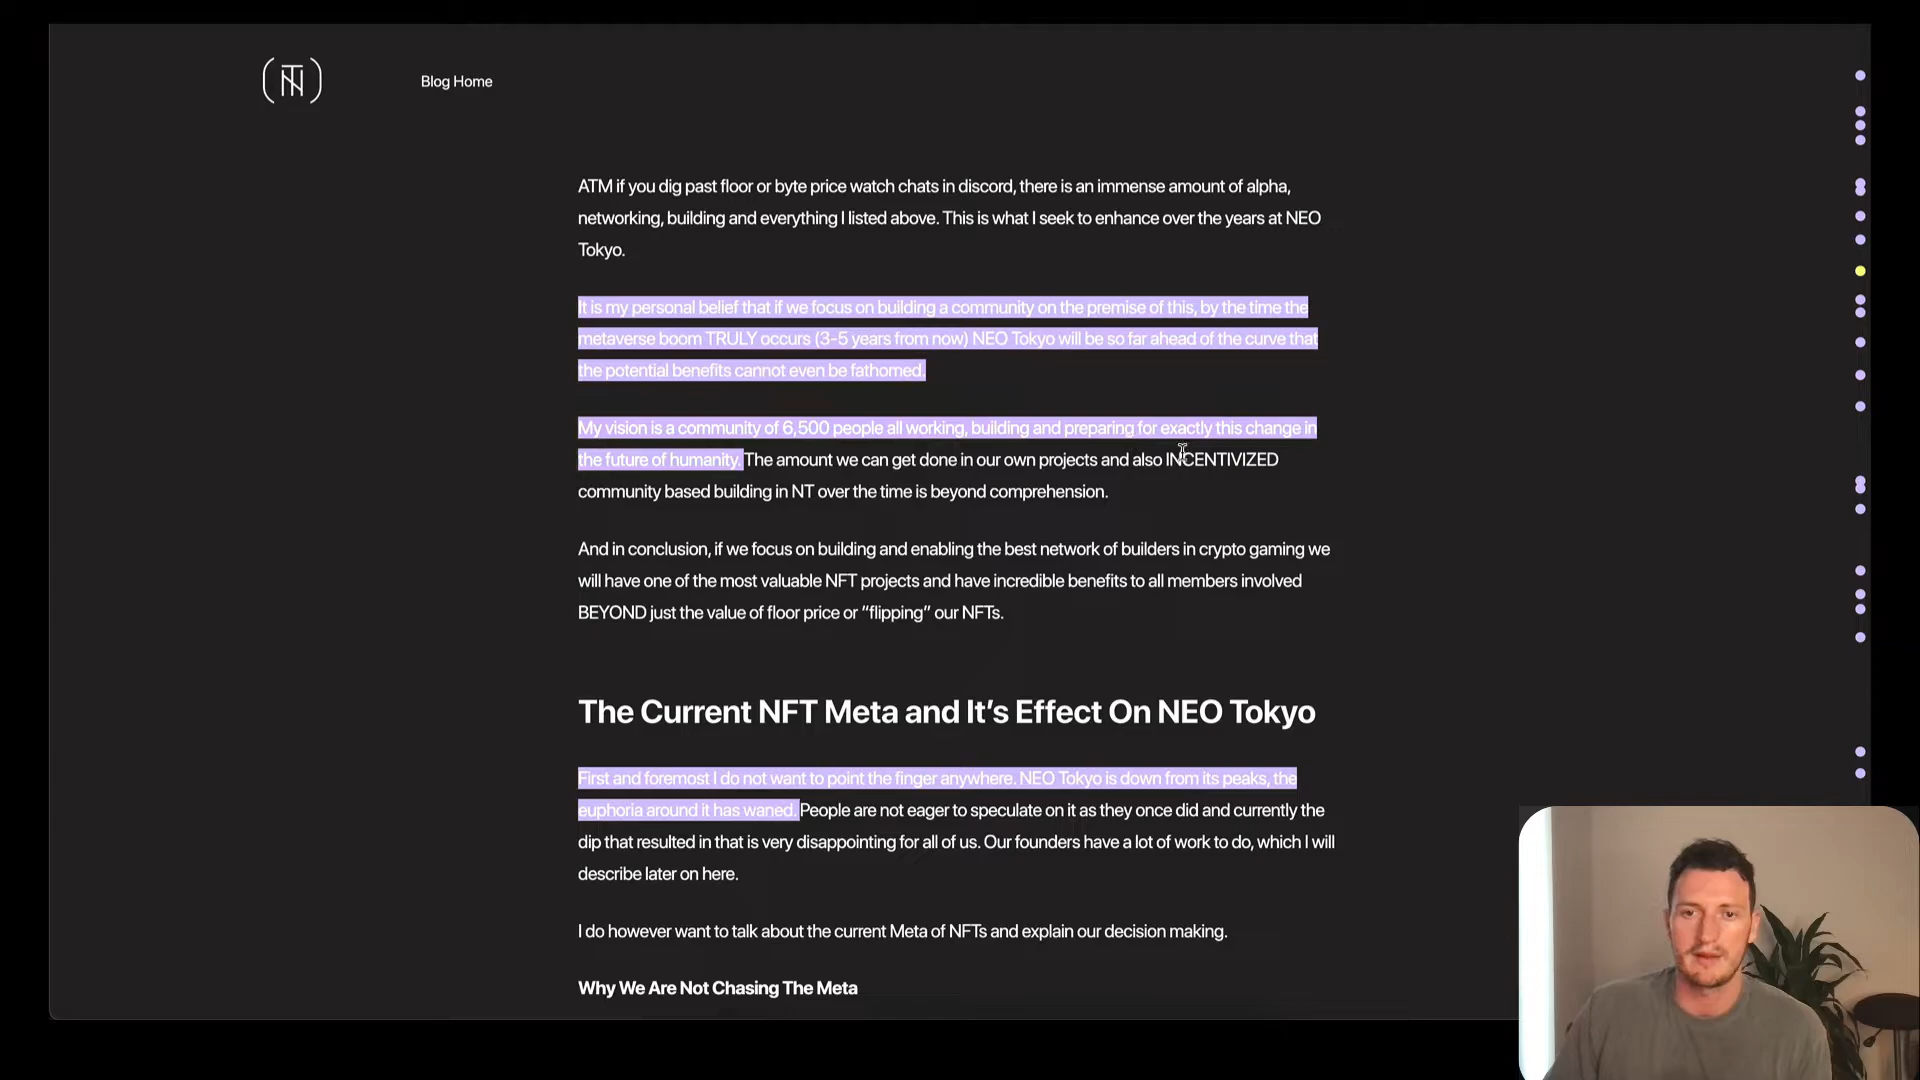 Blog Home
ATM if you dig past floor or byte price watch chats in discord, there is an immense amount of alpha,
networking, building and everything I listed above. This is what I seek to enhance over the years at NEO
Tokyo.
It is my personal belief that if we focus on building a community on the premise of this, by the time the
metaverse boom TRULY occurs (3-5 years from now) NEO Tokyo will be so far ahead of the curve that
the potential benefits cannot even be fathomed.
My vision is a community of 6,500 people all working, building and preparing for exactly this change in
the future of humanity. The amount we can get done in our own projects and also INCENTIVIZED
community based building in NT over the time is beyond comprehension.
And in conclusion, if we focus on building and enabling the best network of builders in crypto gaming we
will have one of the most valuable NFT projects and have incredible benefits to all members involved
BEYOND just the value of floor price or “flipping” our NFTs.
The Current NFT Meta and It’s Effect On NEO Tokyo
First and foremost I do not want to point the finger anywhere. NEO Tokyo is down from its peaks, the
euphoria around it has waned. People are not eager to speculate on it as they once did and currently the
dip that resulted in that is very disappointing for all of us. Our founders have a lot of work to do, which I will
describe later on here.
I do however want to talk about the current Meta of NFTs and explain our decision making.
Why We Are Not Chasing The Meta